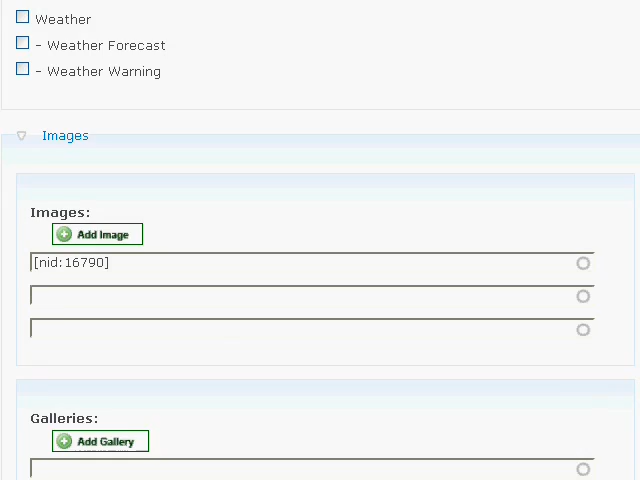 Weather
- Weather Forecast
- Weather Warning
Images
Images:
Add Image
[nid:16790]
Galleries:
Add Gallery